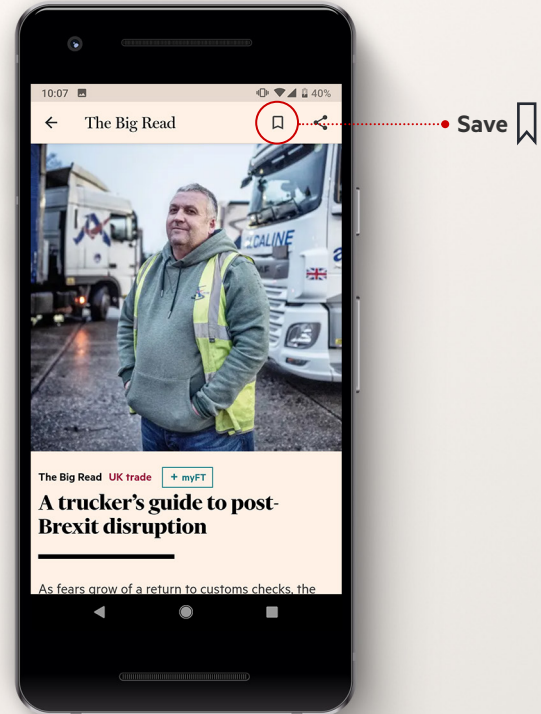 10:07
40%
The Big Read
Save
CALINE
The Big Read UK trade + myFT
A trucker's guide to post-
Brexit disruption
As fears grow of a return to customs checks, the